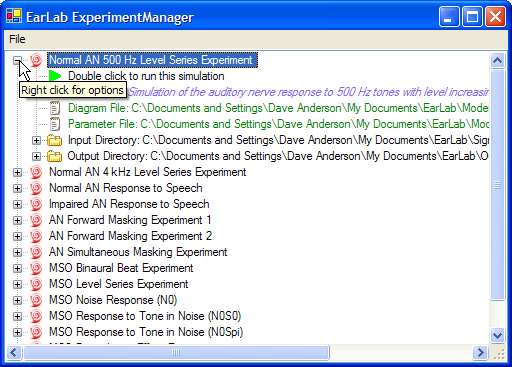 EarLab ExperimentManager
File
Normal AN 500 Hz Level Series Experiment
Double click to run this simulation
Right click for options
Simulation of the auditory nerve response to 500 Hz tones with level increasin
Diagram File: C:\Documents and Settings\Dave Anderson\My Documents\EarLab\Mode
Parameter File: C:\Documents and Settings\Dave Anderson\My Documents\EarLab\Mo
Input Directory: C:\Documents and Settings\Dave Anderson\My Documents\EarLab\Sig
Output Directory: C:\Documents and Settings\Dave Anderson\My Documents\EarLab\O
Normal AN 4 kHz Level Series Experiment
Normal AN Response to Speech
Impaired AN Response to Speech
AN Forward Masking Experiment 1
AN Forward Masking Experiment 2
AN Simultaneous Masking Experiment
MSO Binaural Beat Experiment
MSO Level Series Experiment
MSO Noise Response (N0)
MSO Response to Tone in Noise (N0S0)
MSO Response to Tone in Noise (N0Spi)